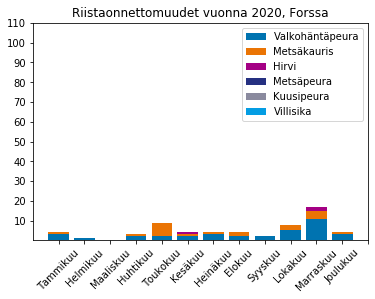 Riistaonnettomuudet vuonna 2020, Forssa
110
100
90
80
70
60
50
40
30
20
10
Valkohäntäpeura
Metsäkauris
Hirvi
Metsäpeura
Kuusipeura
Villisika
Tammikuu
Helmikuu
Maaliskuu
Huhtikuu
Toukokuu
Kesäkuu
Heinäkuu
Elokuu
Syyskuu
Lokakuu
Marraskuu
Joulukuu